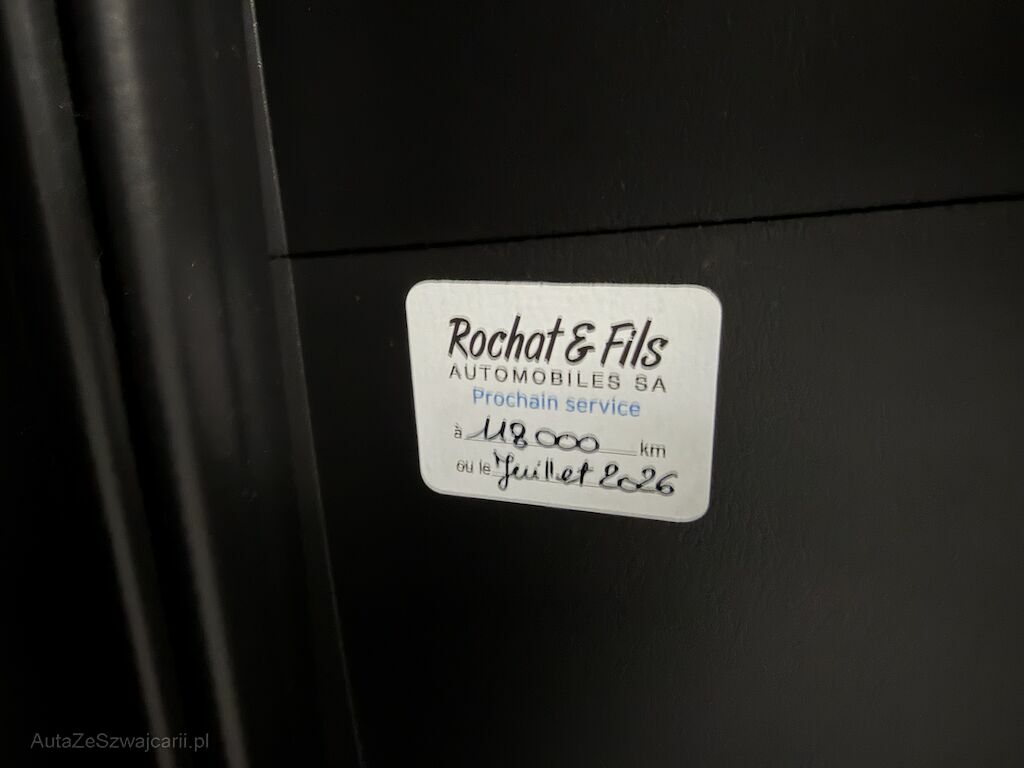 Rochat & Fils
AUTOMOBILES SA
Prochain service
à 118 000 km
ou le Juillet 2026
AutaZeSzwajcarii.pl